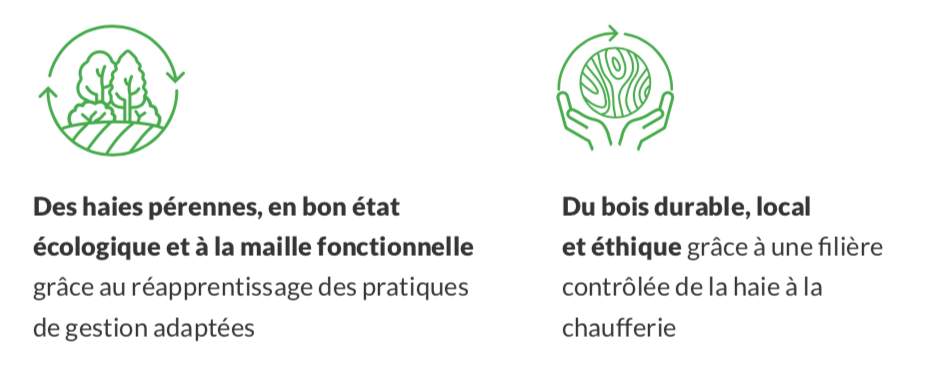 Des haies pérennes, en bon état
écologique et à la maille fonctionnelle
grâce au réapprentissage des pratiques
de gestion adaptées
Du bois durable, local
et éthique grâce à une filière
contrôlée de la haie à la
chaufferie